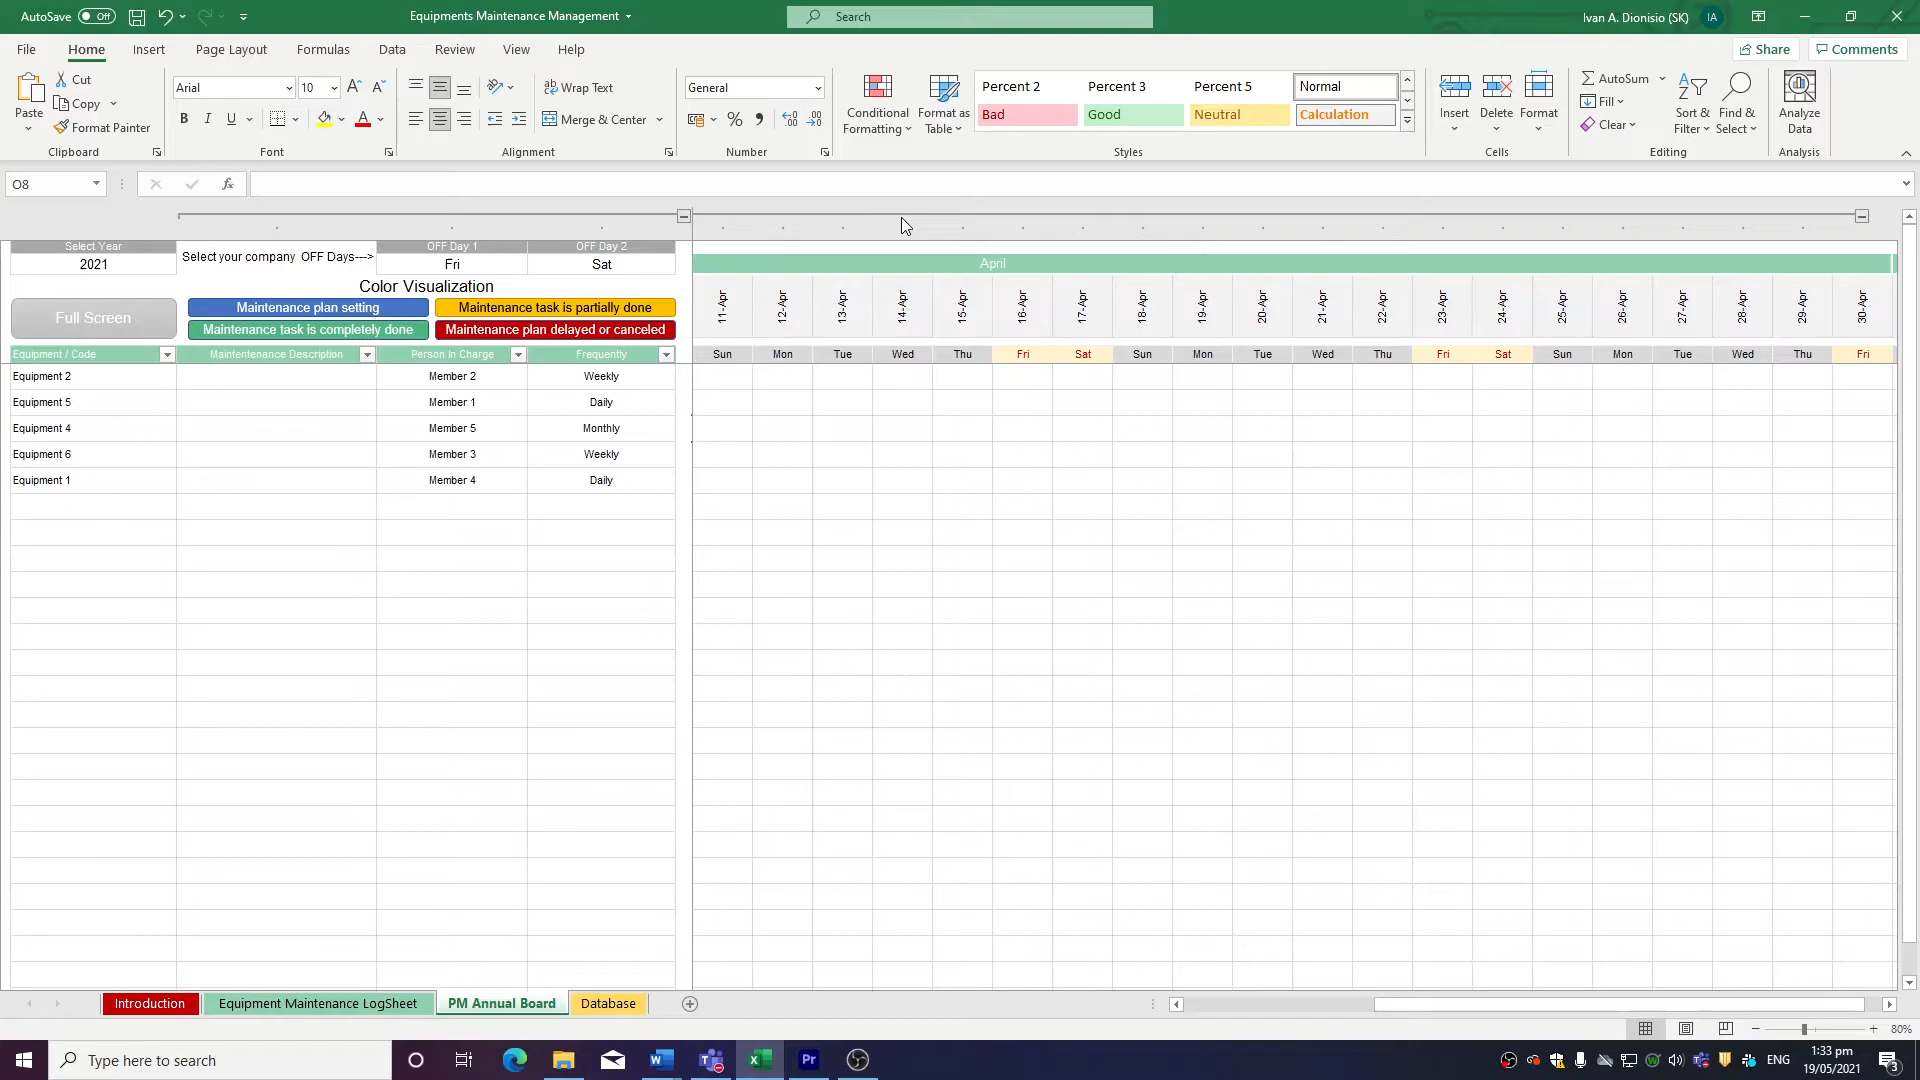 AutoSave Off Equipments Maintenance Management Search Ivan A. Dionisio (SK) IA
File Home Insert Page Layout Formulas Data Review View Help Share Comments
Paste Cut Copy Format Painter
Clipboard
Arial 10
B I U A
Font
Wrap Text
Merge & Center
Alignment
General
%
Number
Conditional Formatting
Format as Table
Percent 2 Percent 3 Percent 5 Normal
Bad Good Neutral Calculation
Styles
Insert Delete Format
Cells
AutoSum
Fill
Clear
Sort & Filter
Find & Select
Editing
Analyze Data
Analysis
O8 fx
Select Year OFF Day 1 OFF Day 2
2021 Select your company OFF Days---> Fri Sat April
Color Visualization
Full Screen
Maintenance plan setting Maintenance task is partially done
Maintenance task is completely done Maintenance plan delayed or canceled
11-Apr 12-Apr 13-Apr 14-Apr 15-Apr 16-Apr 17-Apr 18-Apr 19-Apr 20-Apr 21-Apr 22-Apr 23-Apr 24-Apr 25-Apr 26-Apr 27-Apr 28-Apr 29-Apr 30-Apr
Equipment / Code Maintentenance Description Person In Charge Frequently Sun Mon Tue Wed Thu Fri Sat Sun Mon Tue Wed Thu Fri Sat Sun Mon Tue Wed Thu Fri
Equipment 2 Member 2 Weekly
Equipment 5 Member 1 Daily
Equipment 4 Member 5 Monthly
Equipment 6 Member 3 Weekly
Equipment 1 Member 4 Daily
Introduction Equipment Maintenance LogSheet PM Annual Board Database
80%
Type here to search ENG 1:33 pm
19/05/2021
3